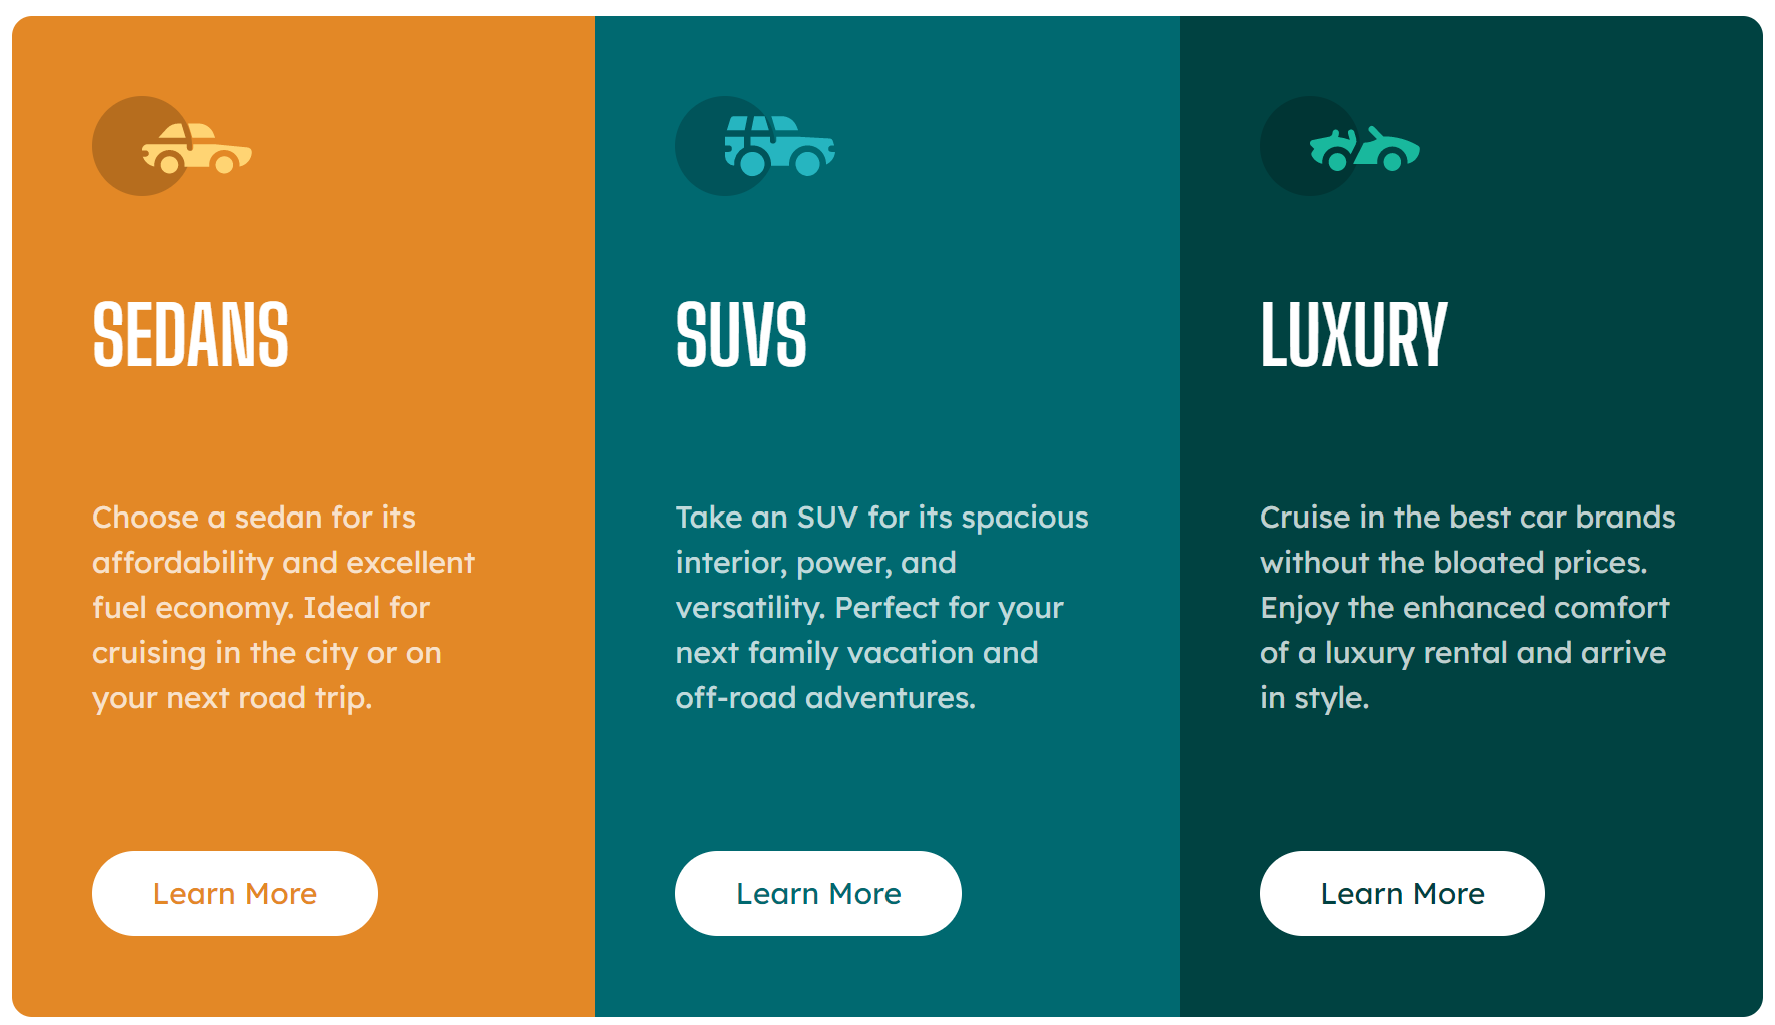 SEDANS
Choose a sedan for its
affordability and excellent
fuel economy. Ideal for
cruising in the city or on
your next road trip.
Learn More
SUVS
Take an SUV for its spacious
interior, power, and
versatility. Perfect for your
next family vacation and
off-road adventures.
Learn More
LUXURY
Cruise in the best car brands
without the bloated prices.
Enjoy the enhanced comfort
of a luxury rental and arrive
in style.
Learn More